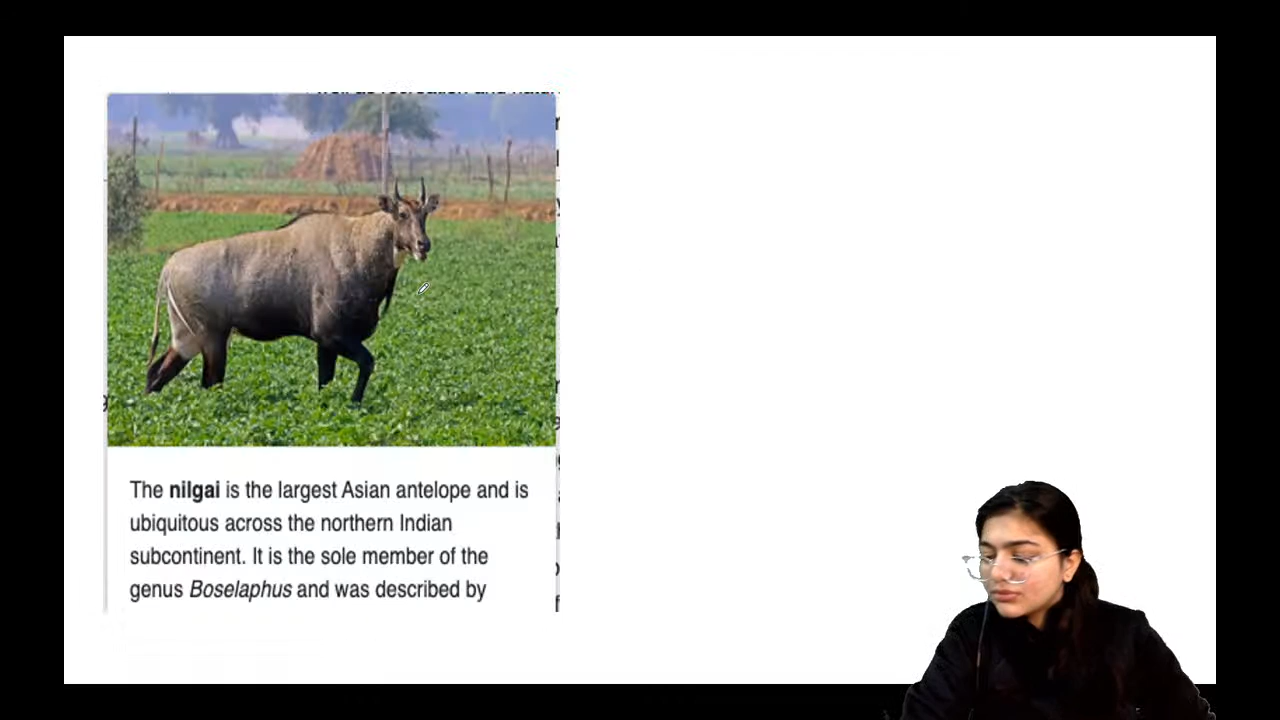 The nilgai is the largest Asian antelope and is
ubiquitous across the northern Indian
subcontinent. It is the sole member of the
genus Boselaphus and was described by